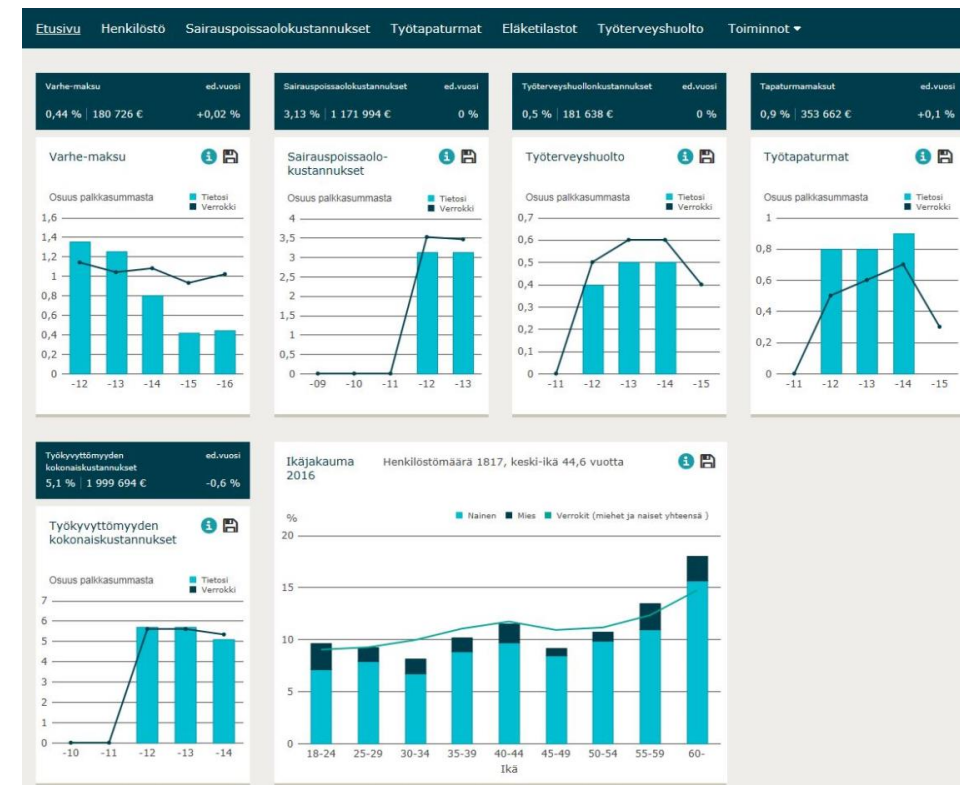 Etusivu Henkilöstö Sairauspoissaolokustannukset Työtapaturmat Eläketilastot Työterveyshuolto Toiminnot
Varhe-maksu ed.vuosi
0,44 % | 180 726 € +0,02 %
Varhe-maksu
Osuus palkkasummasta
Tietosi
Verrokki
1,6
1,4
1,2
1
0,8
0,6
0,4
0,2
0
-12 -13 -14 -15 -16
Sairauspoissaolokustannukset ed.vuosi
3,13 % | 1 171 994 € 0 %
Sairauspoissaolo-
kustannukset
Osuus palkkasummasta
Tietosi
Verrokki
4
3,5
3
2,5
2
1,5
1
0,5
0
-09 -10 -11 -12 -13
Työterveyshuollonkustannukset ed.vuosi
0,5 % | 181 638 € 0 %
Työterveyshuolto
Osuus palkkasummasta
Tietosi
Verrokki
0,7
0,6
0,5
0,4
0,3
0,2
0,1
0
-11 -12 -13 -14 -15
Tapaturmamaksut ed.vuosi
0,9 % | 353 662 € +0,1 %
Työtapaturmat
Osuus palkkasummasta
Tietosi
Verrokki
1
0,8
0,6
0,4
0,2
0
-11 -12 -13 -14 -15
Työkyvyttömyyden ed.vuosi
kokonaiskustannukset
5,1 % | 1 999 694 € -0,6 %
Työkyvyttömyyden
kokonaiskustannukset
Osuus palkkasummasta
Tietosi
Verrokki
7
6
5
4
3
2
1
0
-10 -11 -12 -13 -14
Ikäjakauma Henkilöstömäärä 1817, keski-ikä 44,6 vuotta
2016
% Nainen Mies Verrokit (miehet ja naiset yhteensä )
20
15
10
5
0
18-24 25-29 30-34 35-39 40-44 45-49 50-54 55-59 60-
Ikä